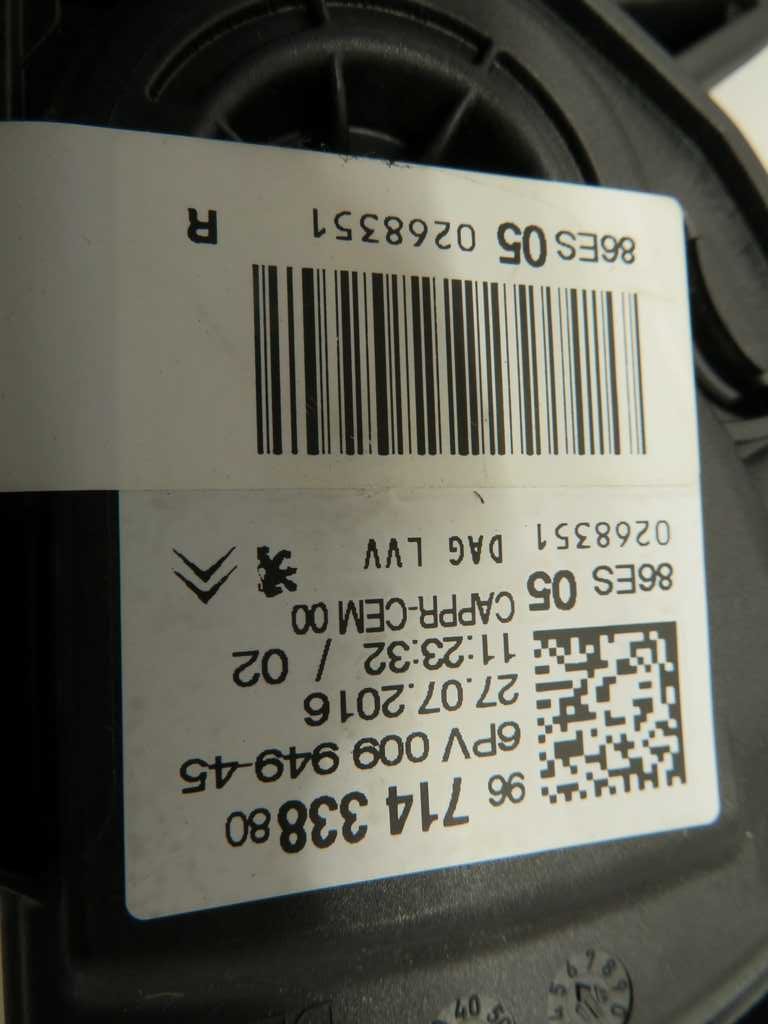 96 714 338 80
6PV 009 949-45
27.07.2016
11:23:32 / 02
CAPPR-CEM 00
86ES 05
0268351 DAG LVV
86ES 05 0268351 R